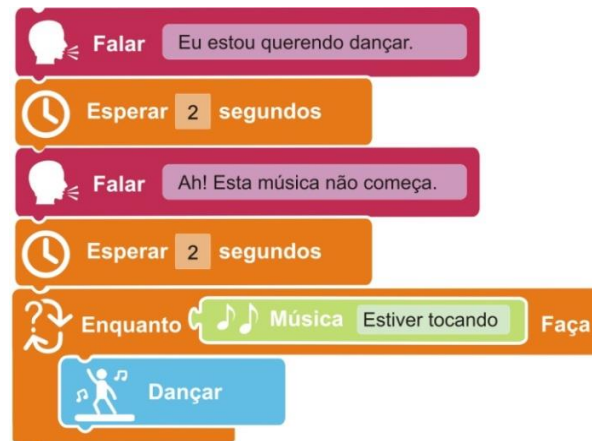 Falar Eu estou querendo dançar.
Esperar 2 segundos
Falar Ah! Esta música não começa.
Esperar 2 segundos
Enquanto Música Estiver tocando Faça
Dançar